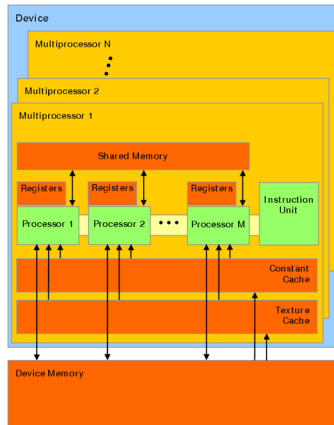 Device
Multiprocessor N
Multiprocessor 2
Multiprocessor 1
Shared Memory
Registers
Registers
Registers
Processor 1
Processor 2
Processor M
Instruction
Unit
Constant
Cache
Texture
Cache
Device Memory